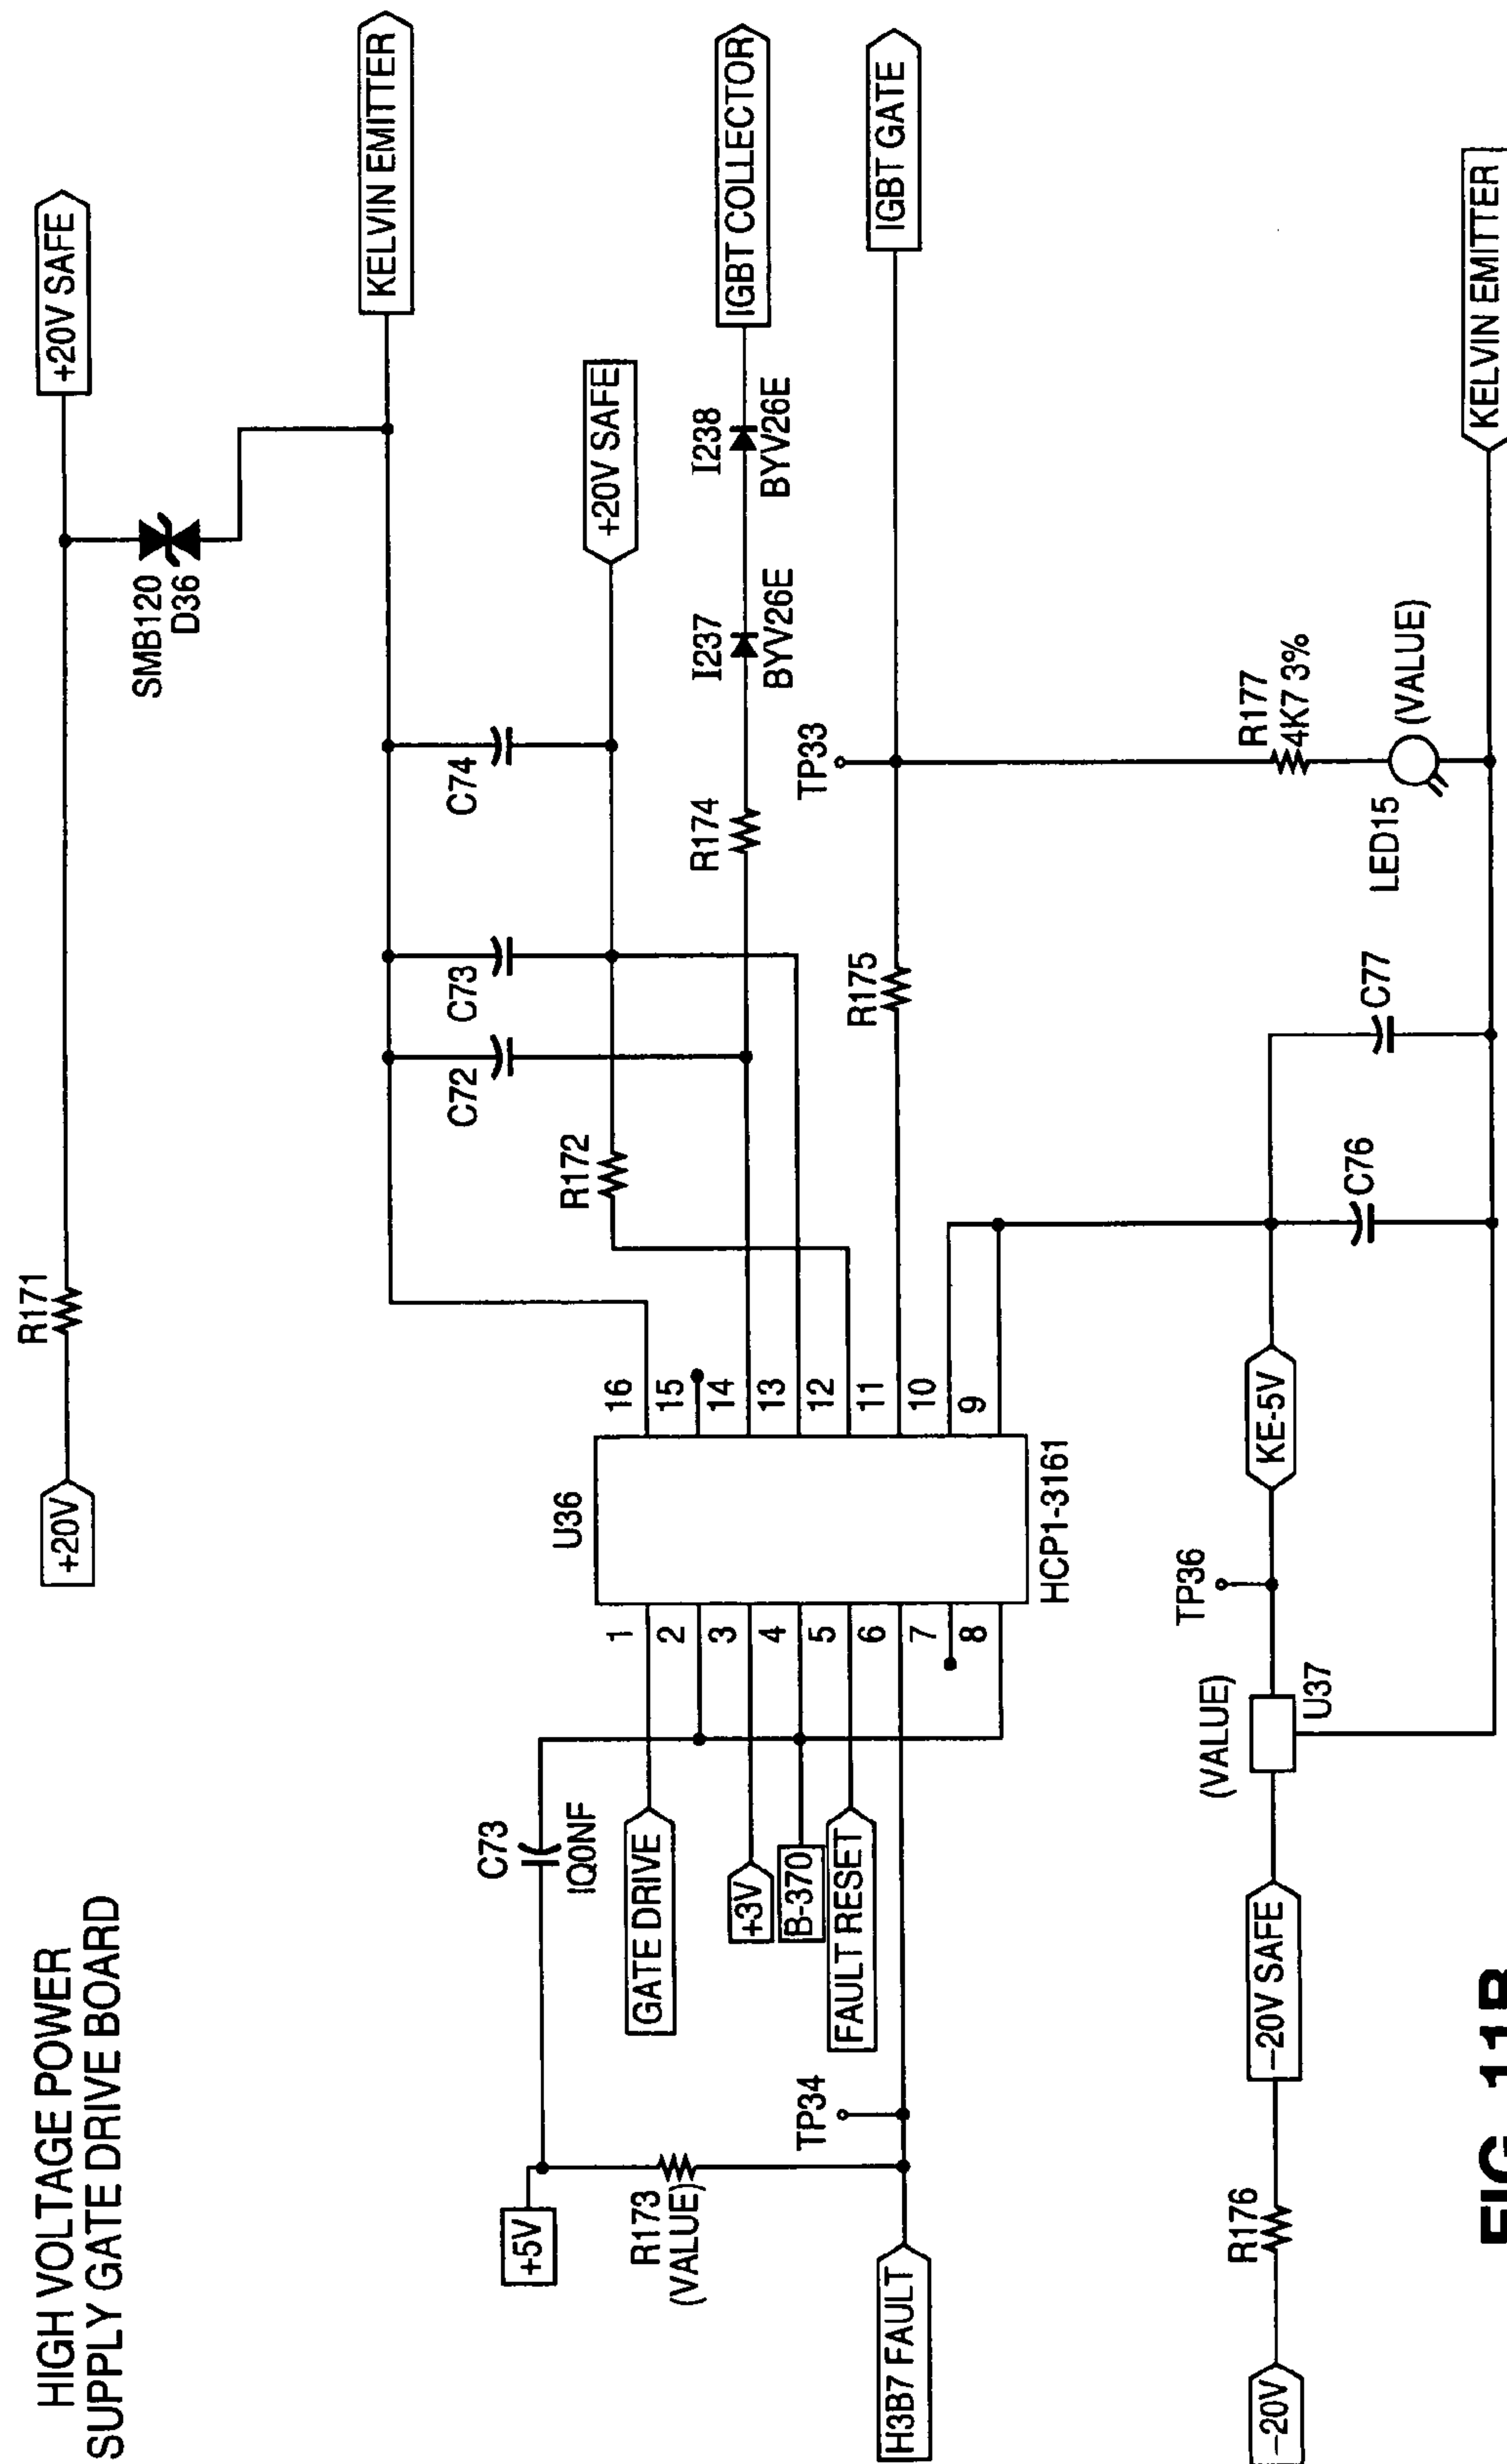 HIGH VOLTAGE POWER
SUPPLY GATE DRIVE BOARD
+20V
R171
+20V SAFE
SMB120
D36
KELVIN EMITTER
C72
C73
C74
+20V SAFE
R172
R174
I237
BYV26E
I238
BYV26E
IGBT COLLECTOR
TP33
R175
IGBT GATE
+5V
C73
IQ0NF
R173
(VALUE)
GATE DRIVE
+3V
B-370
FAULT RESET
TP34
H3B7 FAULT
U36
1
2
3
4
5
6
7
8
16
15
14
13
12
11
10
9
HCP1-3161
R177
4K7 3%
LED15
(VALUE)
-20V
R176
-20V SAFE
(VALUE)
U37
TP36
KE-5V
C76
C77
KELVIN EMITTER
FIG. 11B